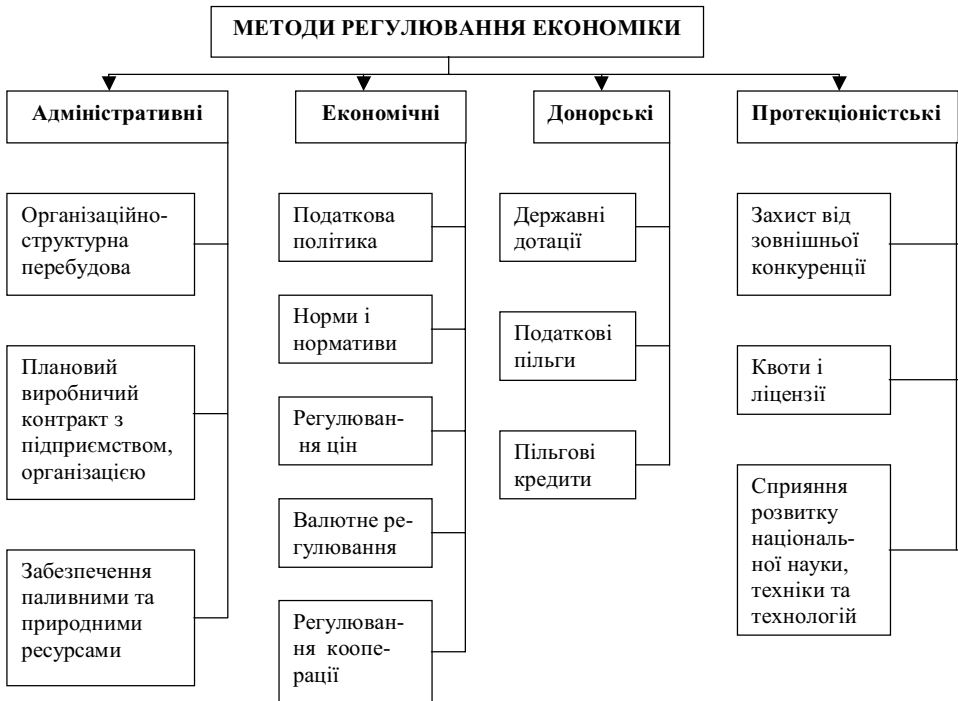 МЕТОДИ РЕГУЛЮВАННЯ ЕКОНОМІКИ
Адміністративні
Організаційно-
структурна
перебудова
Плановий
виробничий
контракт з
підприємством,
організацією
Забезпечення
паливними та
природними
ресурсами
Економічні
Податкова
політика
Норми і
нормативи
Регулюван-
ня цін
Валютне ре-
гулювання
Регулюван-
ня коопе-
рації
Донорські
Державні
дотації
Податкові
пільги
Пільгові
кредити
Протекціоністські
Захист від
зовнішньої
конкуренції
Квоти і
ліцензії
Сприяння
розвитку
національ-
ної науки,
техніки та
технологій